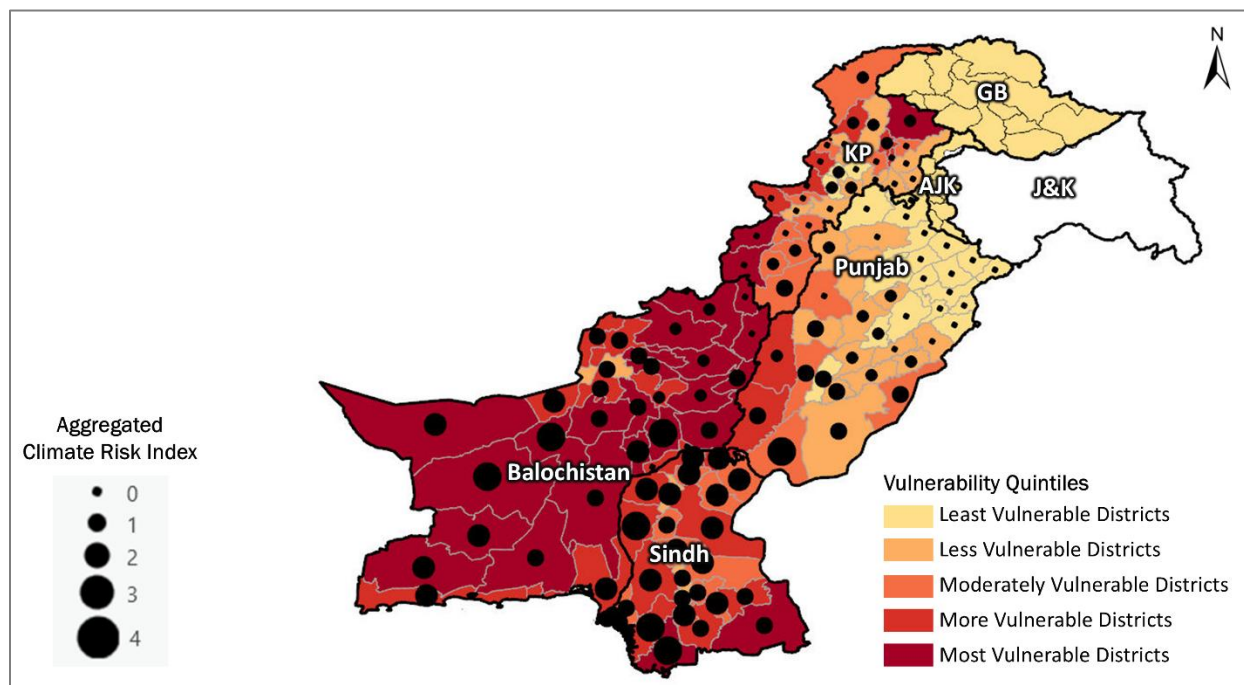 N
GB
KP
AJK
J&K
Punjab
Balochistan
Sindh
Aggregated
Climate Risk Index
0
1
2
3
4
Vulnerability Quintiles
Least Vulnerable Districts
Less Vulnerable Districts
Moderately Vulnerable Districts
More Vulnerable Districts
Most Vulnerable Districts